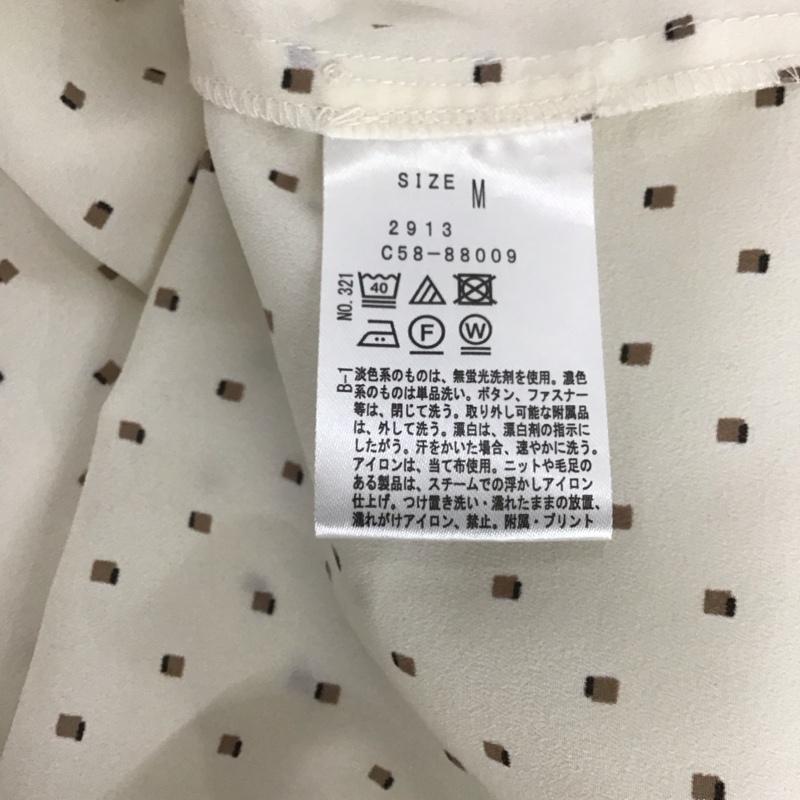 SIZE M
2913
C58-88009
NO. 321
40
F W
B-1
淡色系のものは、無蛍光洗剤を使用。濃色
系のものは単品洗い。ボタン、ファスナー
等は、閉じて洗う。取り外し可能な附属品
は、外して洗う。漂白は、漂白剤の指示に
したがう。汗をかいた場合、速やかに洗う。
アイロンは、当て布使用。ニットや毛足の
ある製品は、スチームでの浮かしアイロン
仕上げ。つけ置き洗い・濡れたままの放置、
濡れがけアイロン、禁止。附属・プリント